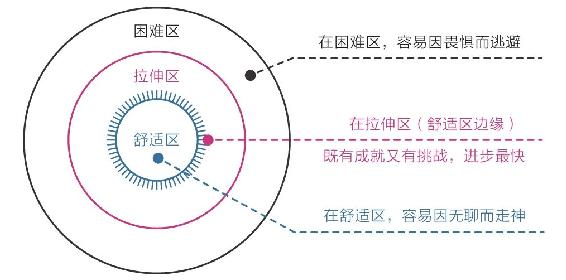 困难区
拉伸区
舒适区
在困难区，容易因畏惧而逃避
在拉伸区（舒适区边缘）
既有成就又有挑战，进步最快
在舒适区，容易因无聊而走神